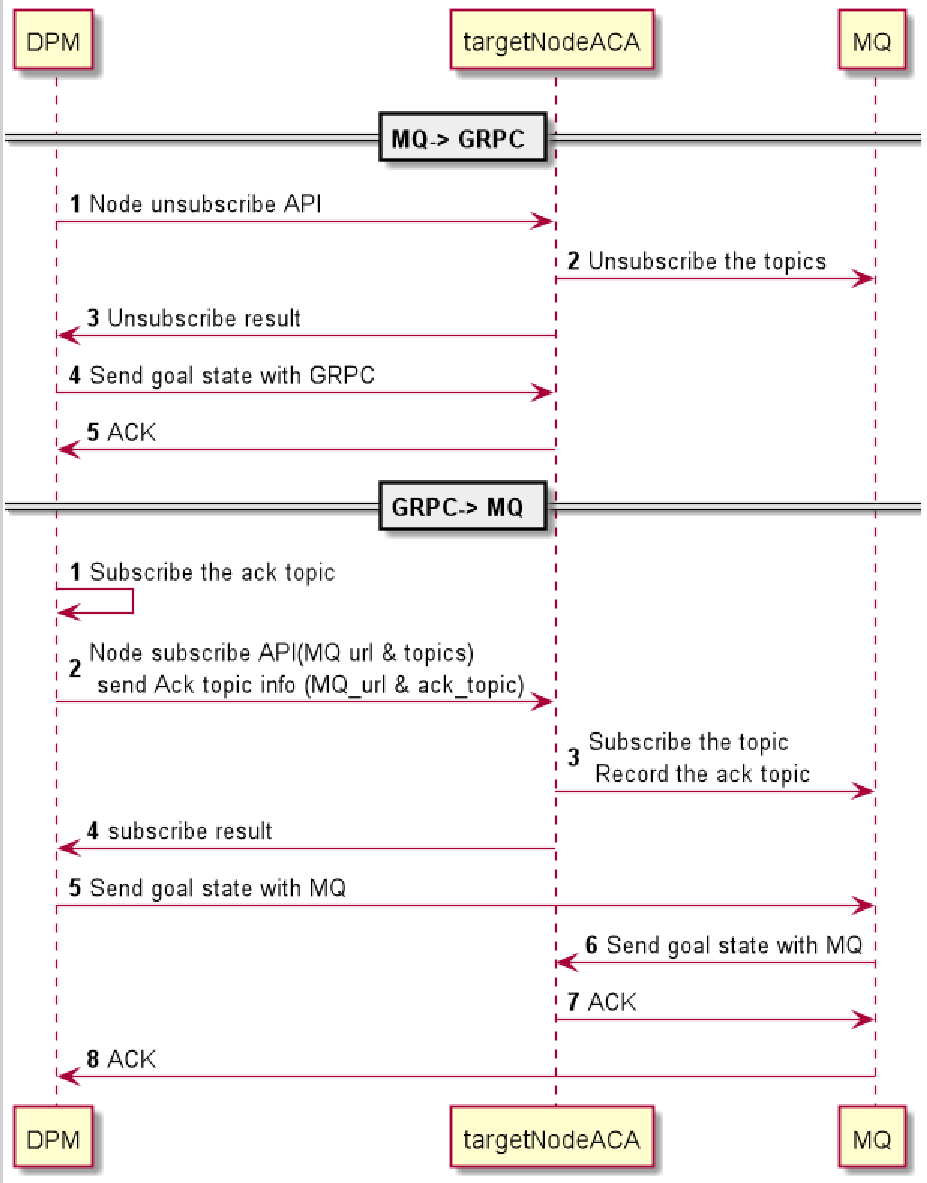 DPM
targetNodeACA
MQ
MQ-> GRPC
1 Node unsubscribe API
2 Unsubscribe the topics
3 Unsubscribe result
4 Send goal state with GRPC
5 ACK
GRPC-> MQ
1 Subscribe the ack topic
2 Node subscribe API(MQ url & topics)
send Ack topic info (MQ_url & ack_topic)
3 Subscribe the topic
Record the ack topic
4 subscribe result
5 Send goal state with MQ
6 Send goal state with MQ
7 ACK
8 ACK
DPM
targetNodeACA
MQ